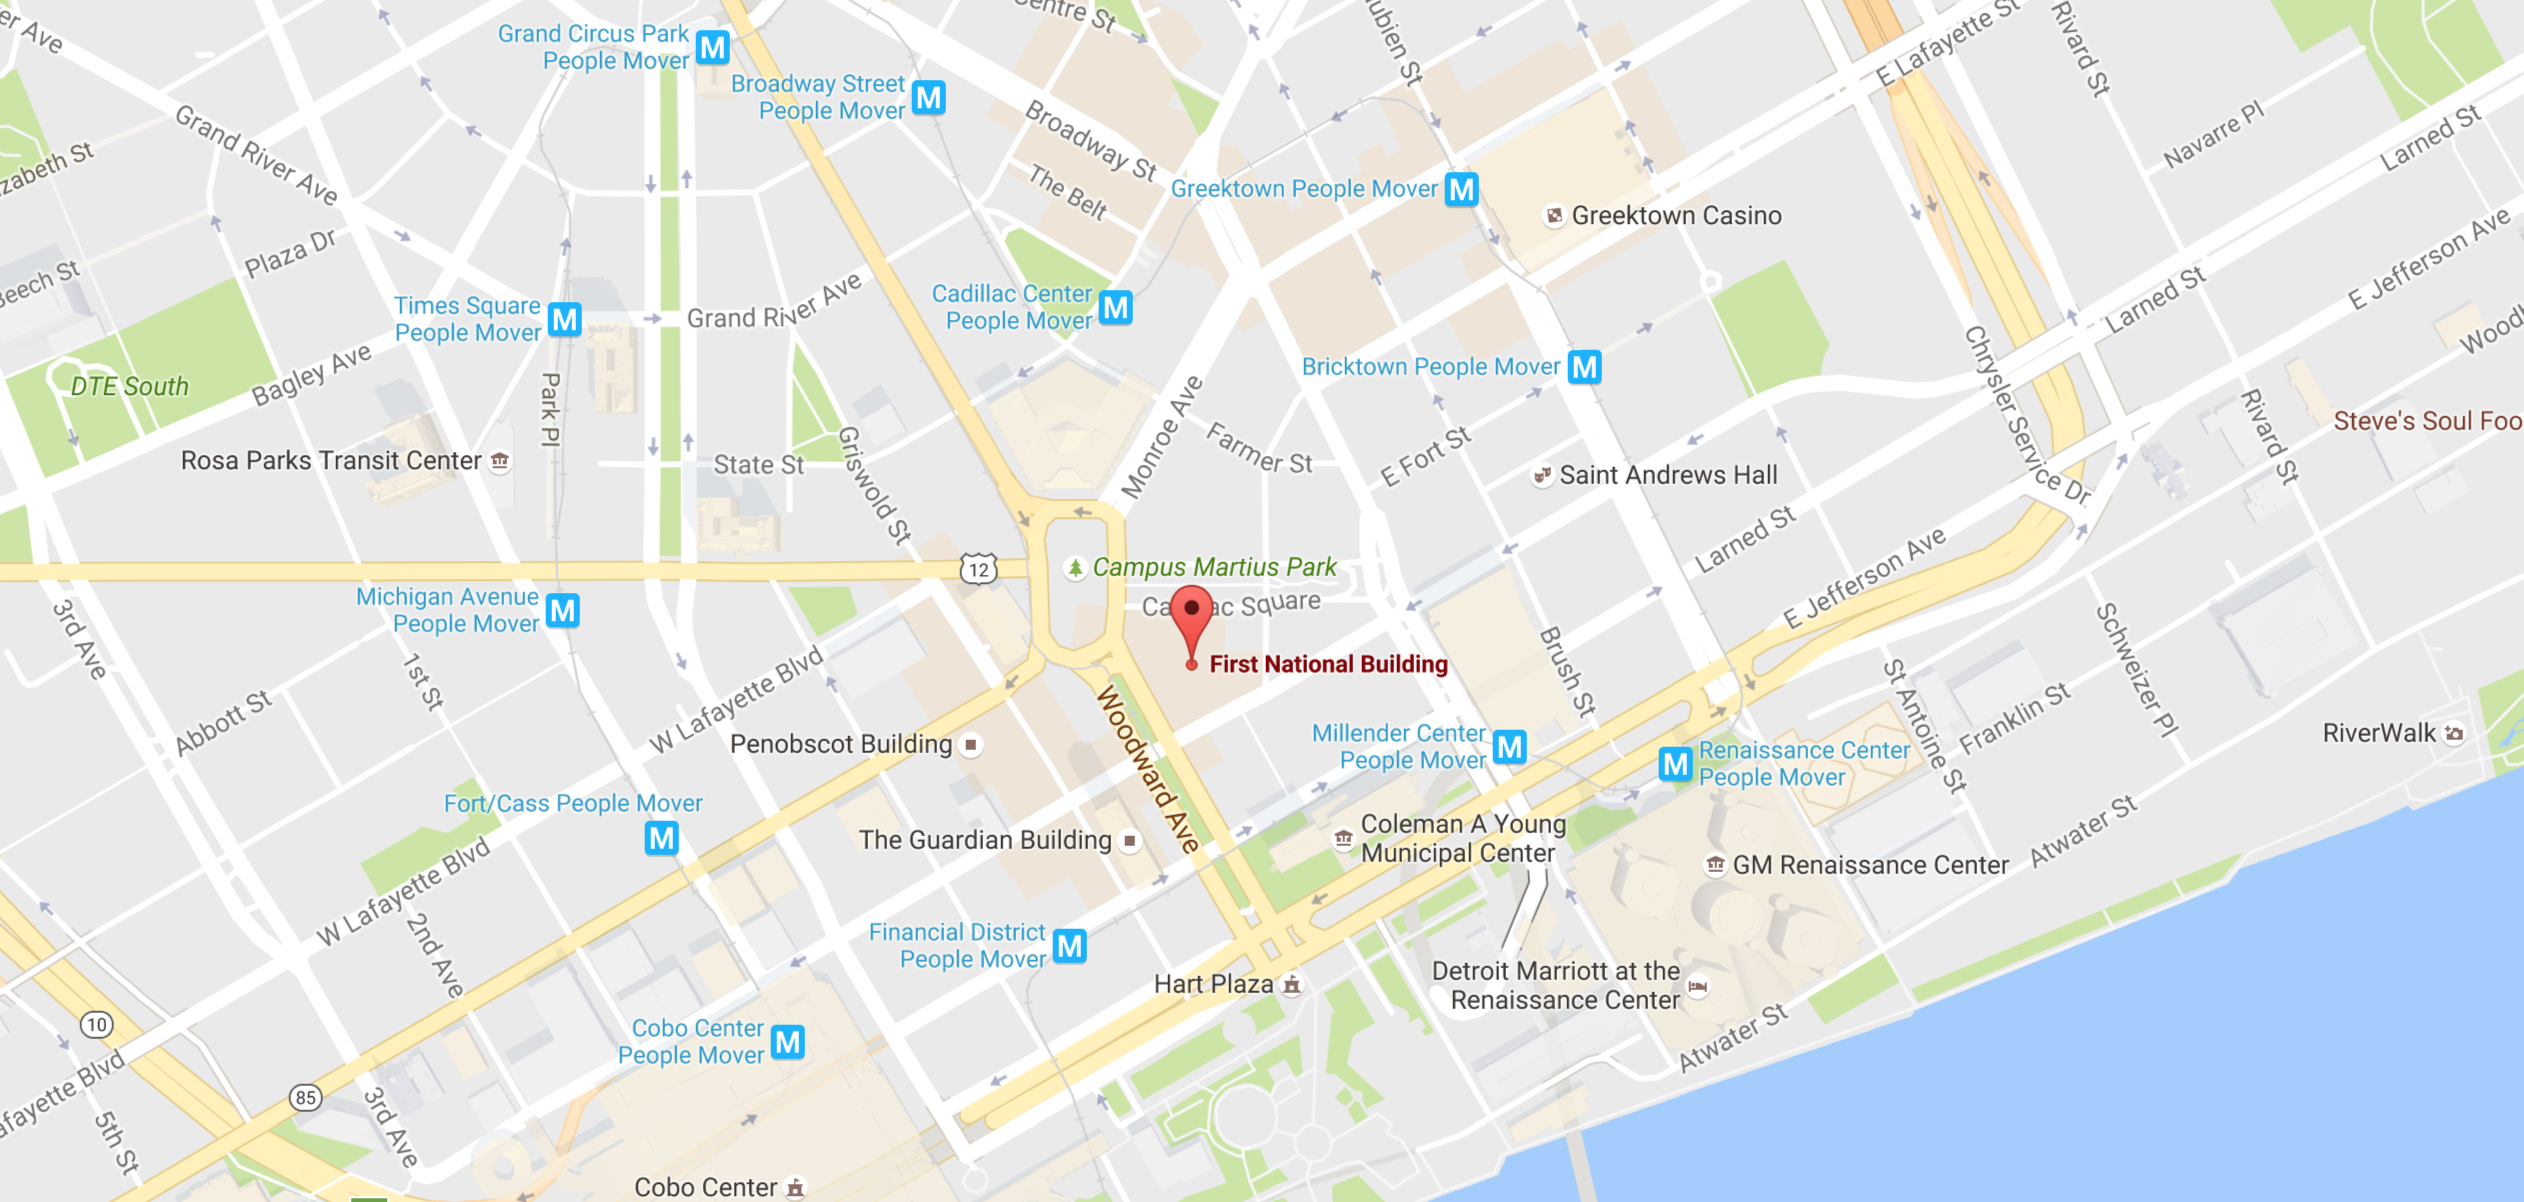 er Ave
Grand Circus Park
People Mover
Centre St
ubien St
E Lafayette St
Rivard St
Broadway Street
People Mover
Grand River Ave
Broadway St
Navarre Pl
Larned St
zabeth St
The Belt
Greektown People Mover
Greektown Casino
Plaza Dr
Beech St
E Jefferson Ave
Times Square
People Mover
Grand River Ave
Cadillac Center
People Mover
Larned St
Bricktown People Mover
Chrysler Service Dr
DTE South
Bagley Ave
Park Pl
Monroe Ave
Farmer St
E Fort St
Rivard St
Steve's Soul Foo
Rosa Parks Transit Center
State St
Griswold St
Saint Andrews Hall
Larned St
12
Campus Martius Park
Square
E Jefferson Ave
3rd Ave
Michigan Avenue
People Mover
1st St
W Lafayette Blvd
First National Building
Brush St
St Antoine St
Schweizer Pl
Abbott St
Penobscot Building
Woodward Ave
Millender Center
People Mover
Renaissance Center
People Mover
Franklin St
RiverWalk
Fort/Cass People Mover
The Guardian Building
Coleman A Young
Municipal Center
GM Renaissance Center
Atwater St
W Lafayette Blvd
2nd Ave
Financial District
People Mover
Hart Plaza
Detroit Marriott at the
Renaissance Center
10
Cobo Center
People Mover
Atwater St
afayette Blvd
85
3rd Ave
5th St
Cobo Center